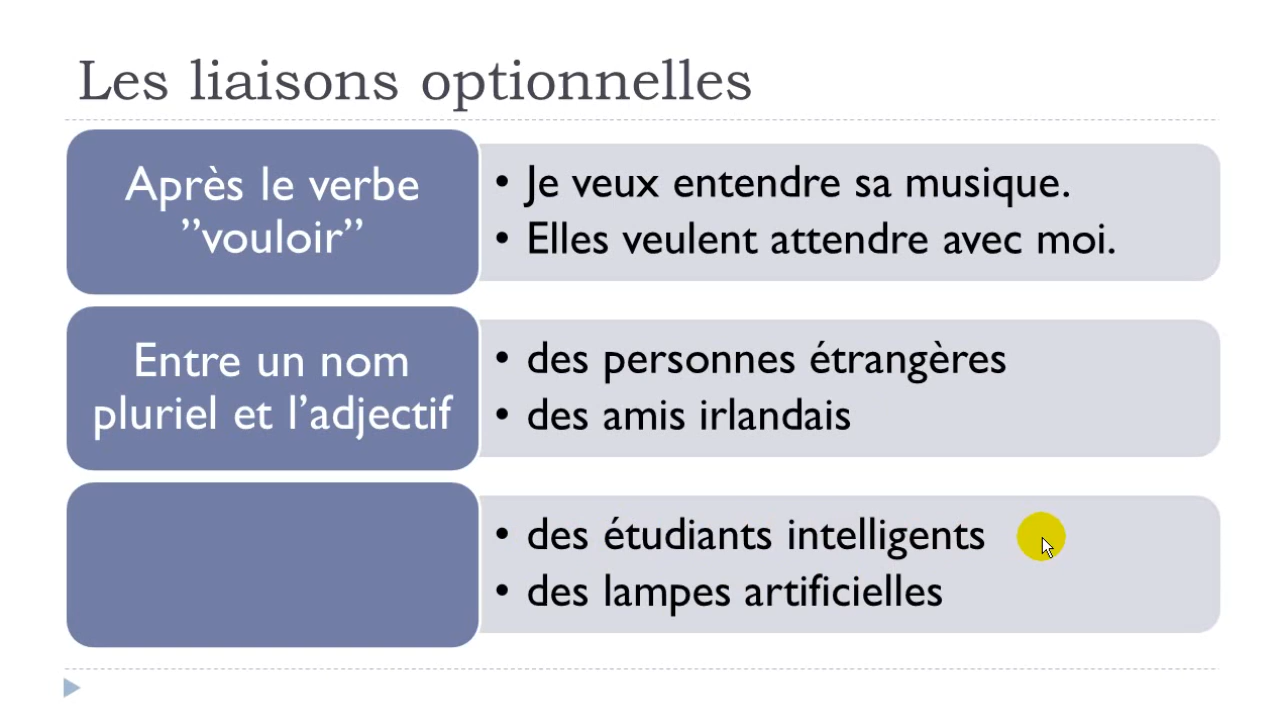 Les liaisons optionnelles
Après le verbe
”vouloir”
• Je veux entendre sa musique.
• Elles veulent attendre avec moi.
Entre un nom
pluriel et l’adjectif
• des personnes étrangères
• des amis irlandais
• des étudiants intelligents
• des lampes artificielles